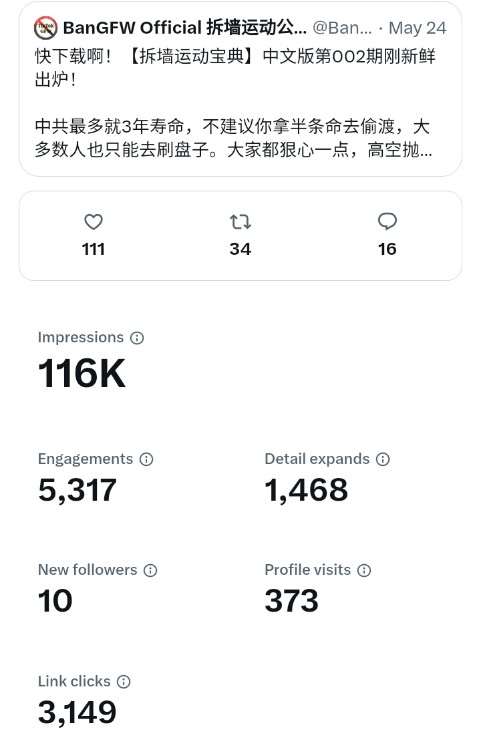 BanGFW Official 拆墙运动公... @Ban... · May 24
快下载啊！【拆墙运动宝典】中文版第002期刚新鲜
出炉！
中共最多就3年寿命，不建议你拿半条命去偷渡，大
多数人也只能去刷盘子。大家都狠心一点，高空抛...
111 34 16
Impressions
116K
Engagements Detail expands
5,317 1,468
New followers Profile visits
10 373
Link clicks
3,149